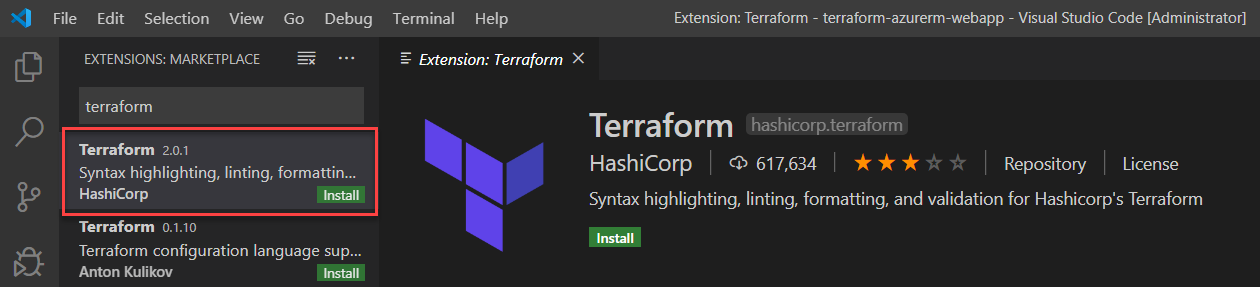 File Edit Selection View Go Debug Terminal Help Extension: Terraform - terraform-azurerm-webapp - Visual Studio Code [Administrator]
EXTENSIONS: MARKETPLACE
terraform
Terraform 2.0.1
Syntax highlighting, linting, formattin...
HashiCorp Install
Terraform 0.1.10
Terraform configuration language sup...
Anton Kulikov Install
Extension: Terraform
Terraform hashicorp.terraform
HashiCorp 617,634 Repository License
Syntax highlighting, linting, formatting, and validation for Hashicorp's Terraform
Install